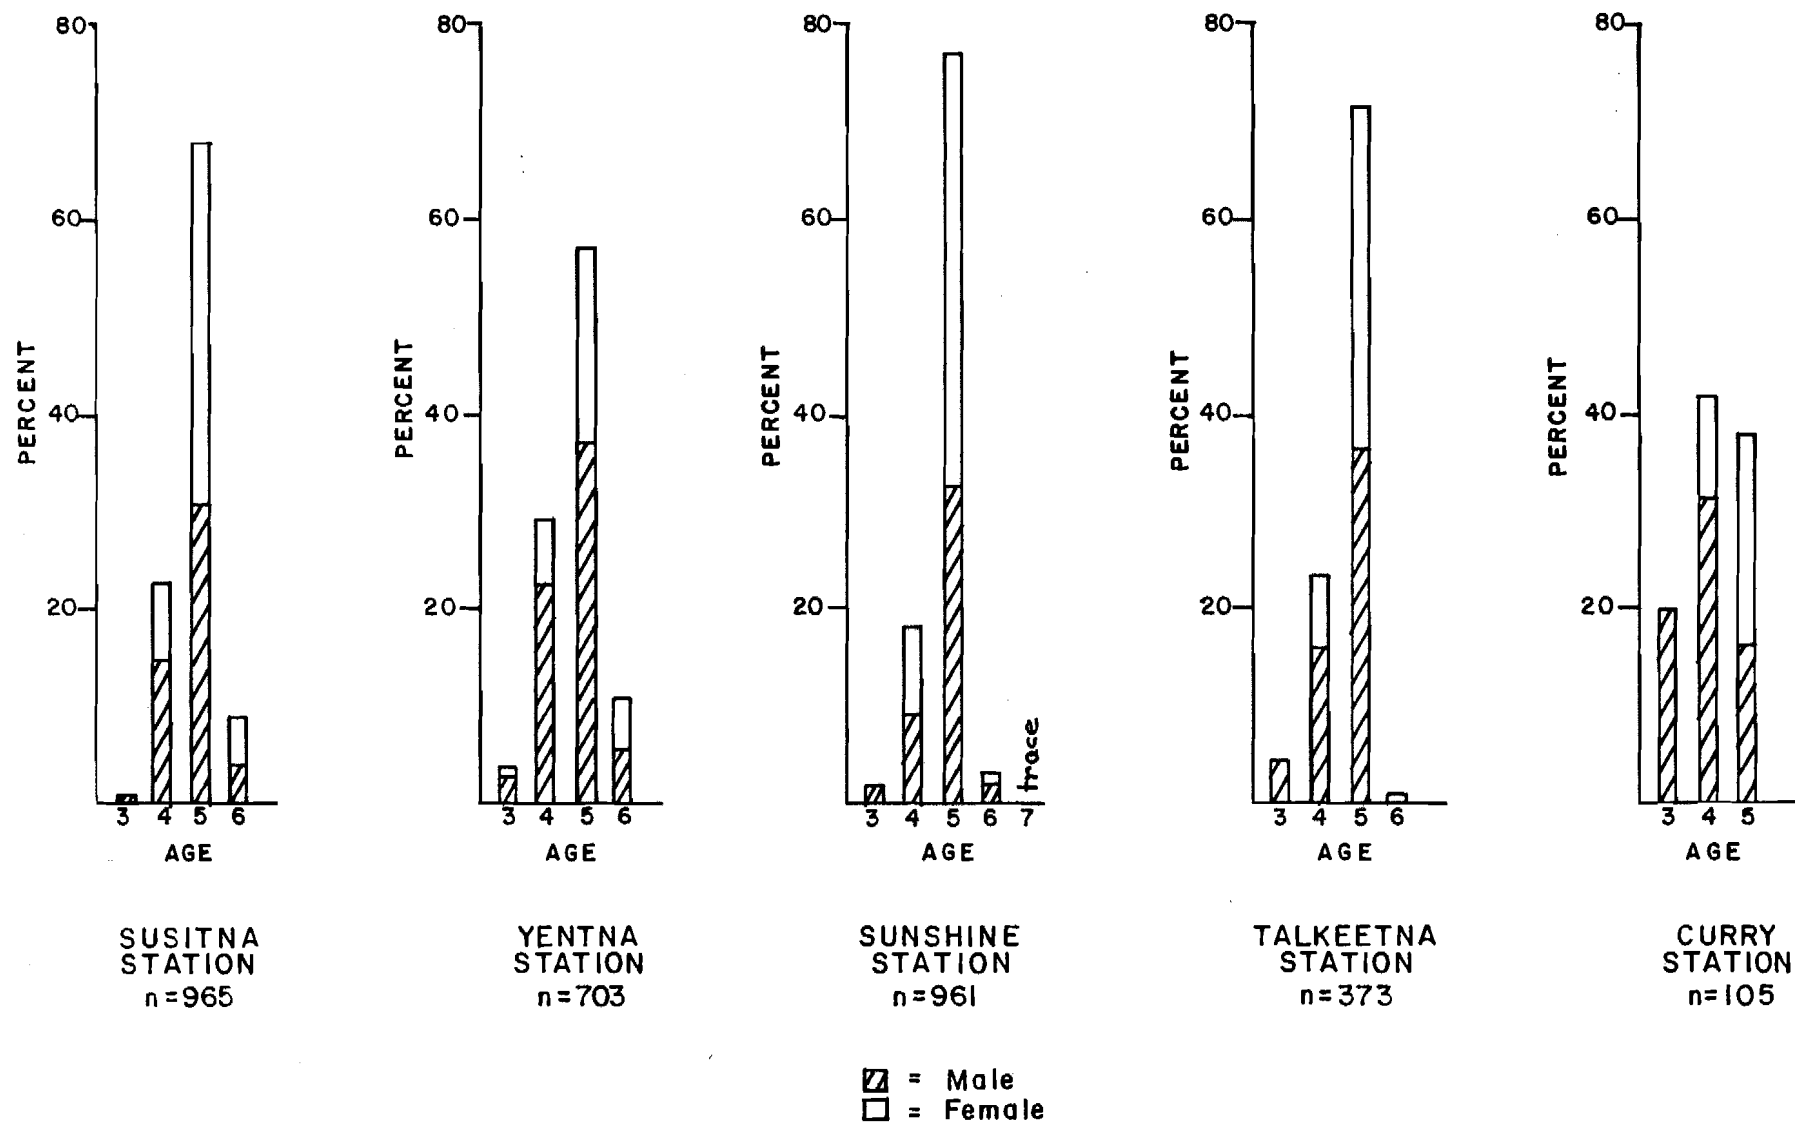 80 80 80 80 80
60 60 60 60 60
PERCENT PERCENT PERCENT PERCENT PERCENT
40 40 40 40 40
20 20 20 20 20
trace
3 4 5 6 3 4 5 6 3 4 5 6 7 3 4 5 6 3 4 5
AGE AGE AGE AGE AGE
SUSITNA YENTNA SUNSHINE TALKEETNA CURRY
STATION STATION STATION STATION STATION
n=965 n=703 n=961 n=373 n=105
= Male
= Female